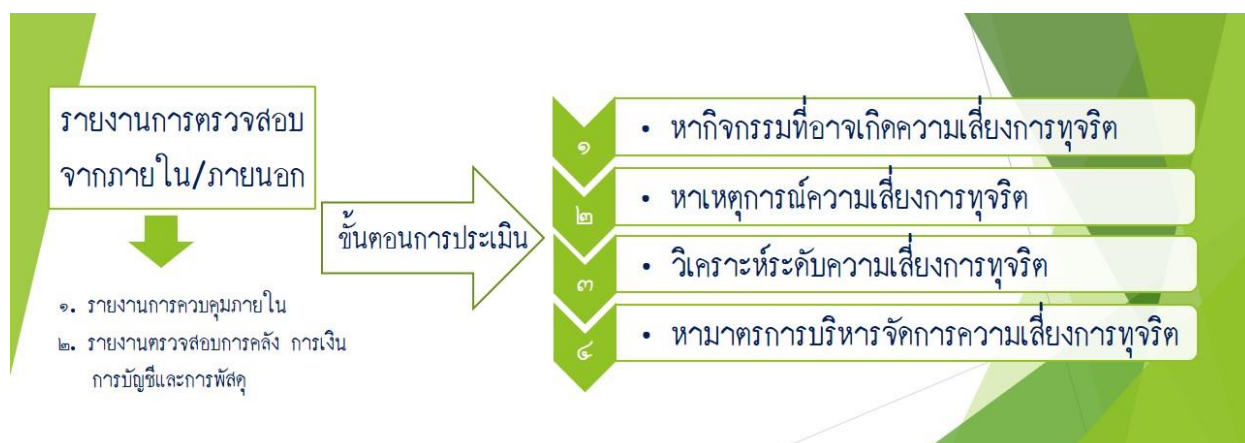 รายงานการตรวจสอบ
จากภายใน/ภายนอก
๑. รายงานการควบคุมภายใน
๒. รายงานตรวจสอบการคลัง การเงิน
การบัญชีและการพัสดุ
ขั้นตอนการประเมิน
๑ • หากิจกรรมที่อาจเกิดความเสี่ยงการทุจริต
๒ • หาเหตุการณ์ความเสี่ยงการทุจริต
๓ • วิเคราะห์ระดับความเสี่ยงการทุจริต
๔ • หามาตรการบริหารจัดการความเสี่ยงการทุจริต